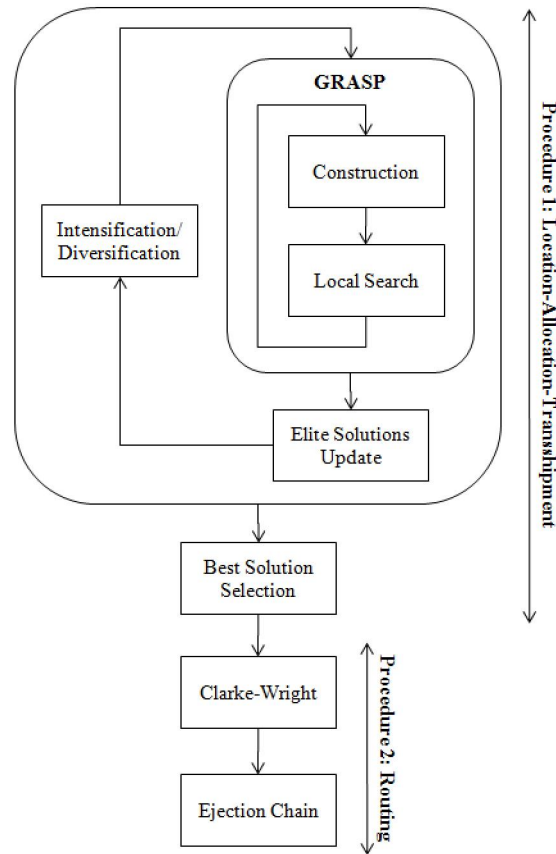 GRASP
Construction
Intensification/
Diversification
Local Search
Elite Solutions
Update
Best Solution
Selection
Clarke-Wright
Ejection Chain
Procedure 1: Location-Allocation-Transshipment
Procedure 2: Routing